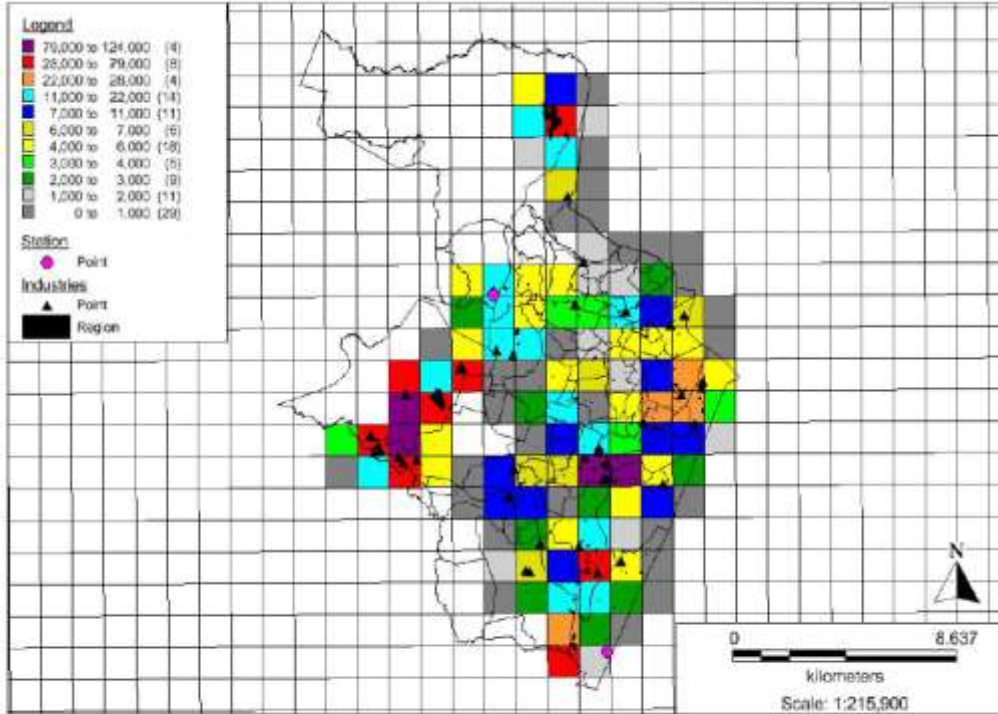 Legend
79,000 to 124,000 (4)
28,000 to 79,000 (8)
22,000 to 28,000 (4)
11,000 to 22,000 (14)
7,000 to 11,000 (11)
6,000 to 7,000 (6)
4,000 to 6,000 (18)
3,000 to 4,000 (5)
2,000 to 3,000 (9)
1,000 to 2,000 (11)
0 to 1,000 (29)
Station
Point
Industries
Point
Region
N
0 8.637
kilometers
Scale: 1:215,900